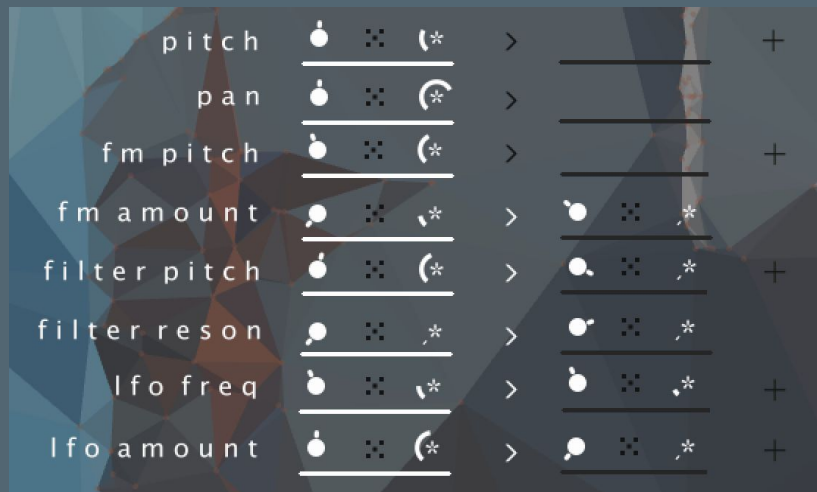 pitch * >  +
pan * >
fm pitch * >  +
fm amount * > *
filter pitch * > * +
filter reson * > *
lfo freq * > * +
lfo amount * > * +